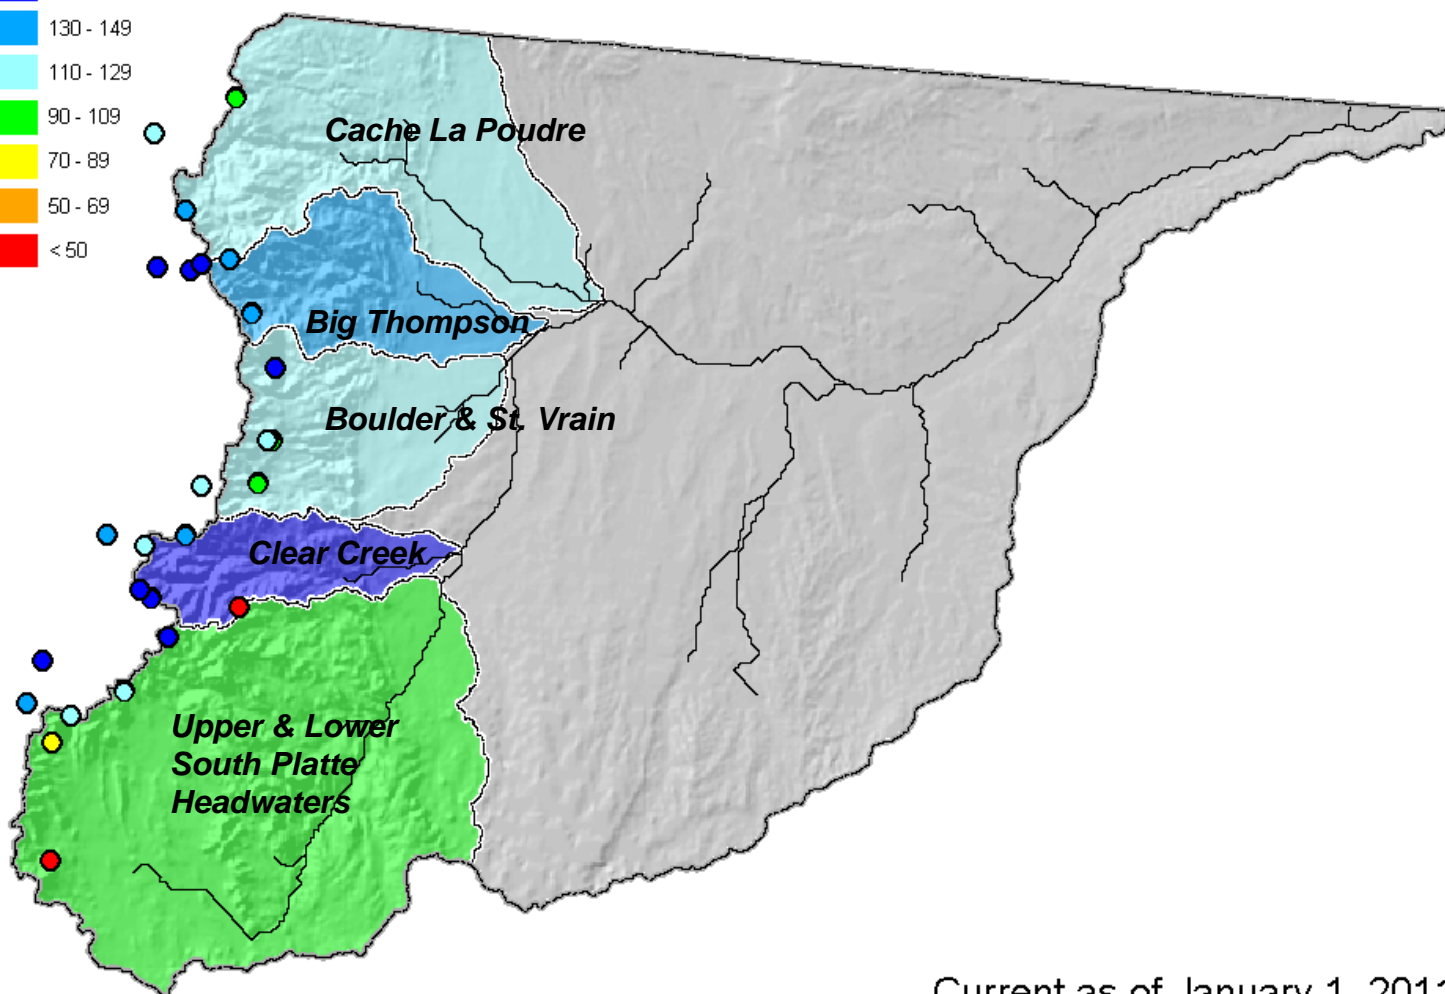 130 - 149
110 - 129
90 - 109
70 - 89
50 - 69
< 50
Cache La Poudre
Big Thompson
Boulder & St. Vrain
Clear Creek
Upper & Lower
South Platte
Headwaters
Current as of January 1, 2011